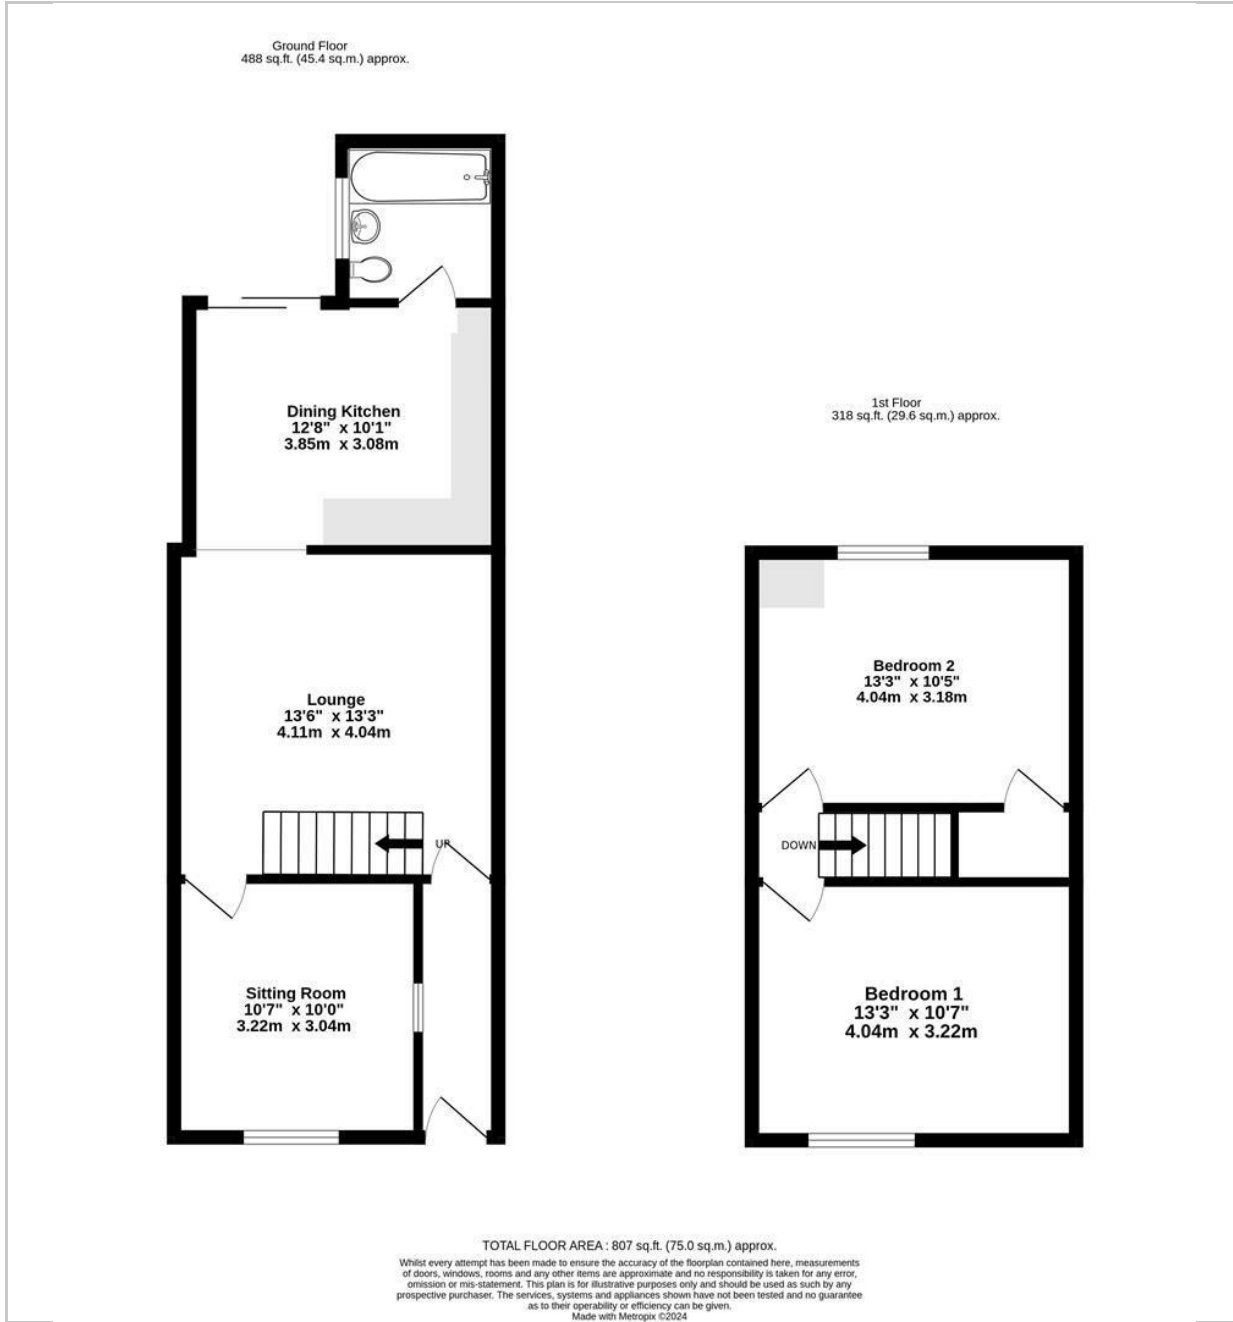 Ground Floor
488 sq.ft. (45.4 sq.m.) approx.
Dining Kitchen
12'8" x 10'1"
3.85m x 3.08m
Lounge
13'6" x 13'3"
4.11m x 4.04m
UP
Sitting Room
10'7" x 10'0"
3.22m x 3.04m
1st Floor
318 sq.ft. (29.6 sq.m.) approx.
Bedroom 2
13'3" x 10'5"
4.04m x 3.18m
DOWN
Bedroom 1
13'3" x 10'7"
4.04m x 3.22m
TOTAL FLOOR AREA : 807 sq.ft. (75.0 sq.m.) approx.
Whilst every attempt has been made to ensure the accuracy of the floorplan contained here, measurements
of doors, windows, rooms and any other items are approximate and no responsibility is taken for any error,
omission or mis-statement. This plan is for illustrative purposes only and should be used as such by any
prospective purchaser. The services, systems and appliances shown have not been tested and no guarantee
as to their operability or efficiency can be given.
Made with Metropix ©2024